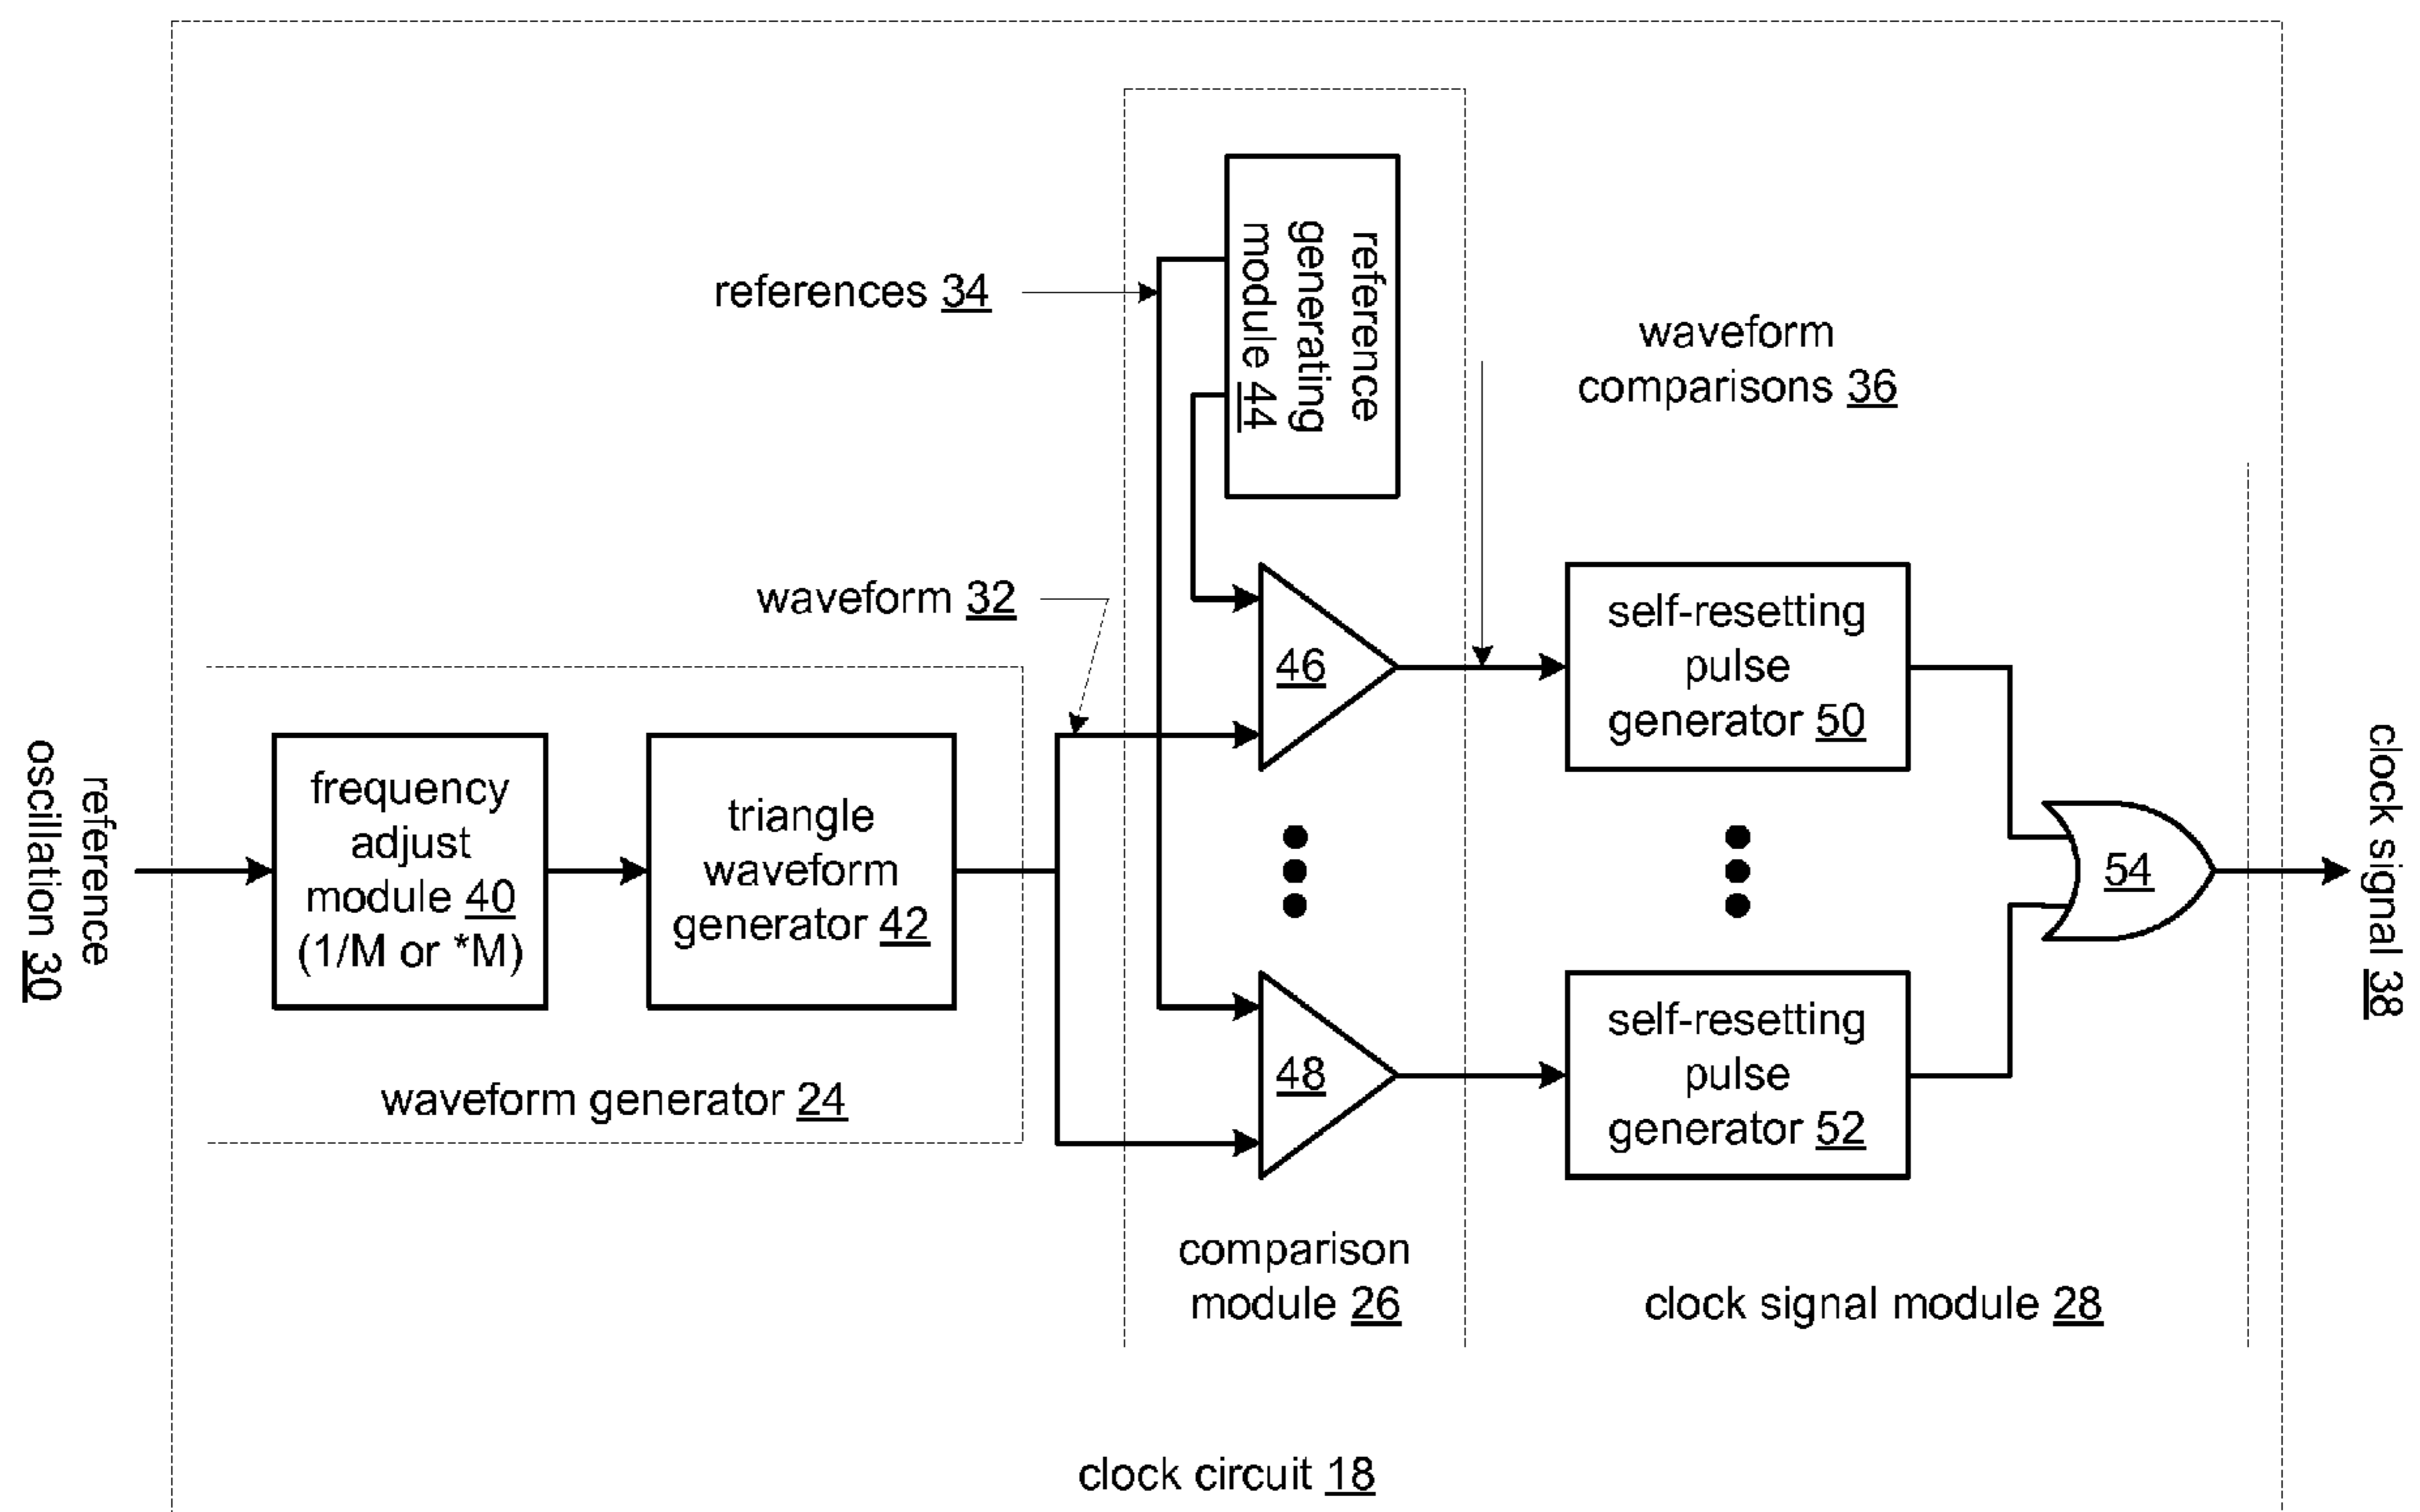 reference
generating
module 44
references 34
waveform
comparisons 36
waveform 32
46
self-resetting
pulse
generator 50
reference
oscillation 30
frequency
adjust
module 40
(1/M or *M)
triangle
waveform
generator 42
54
clock signal 38
48
self-resetting
pulse
generator 52
waveform generator 24
comparison
module 26
clock signal module 28
clock circuit 18